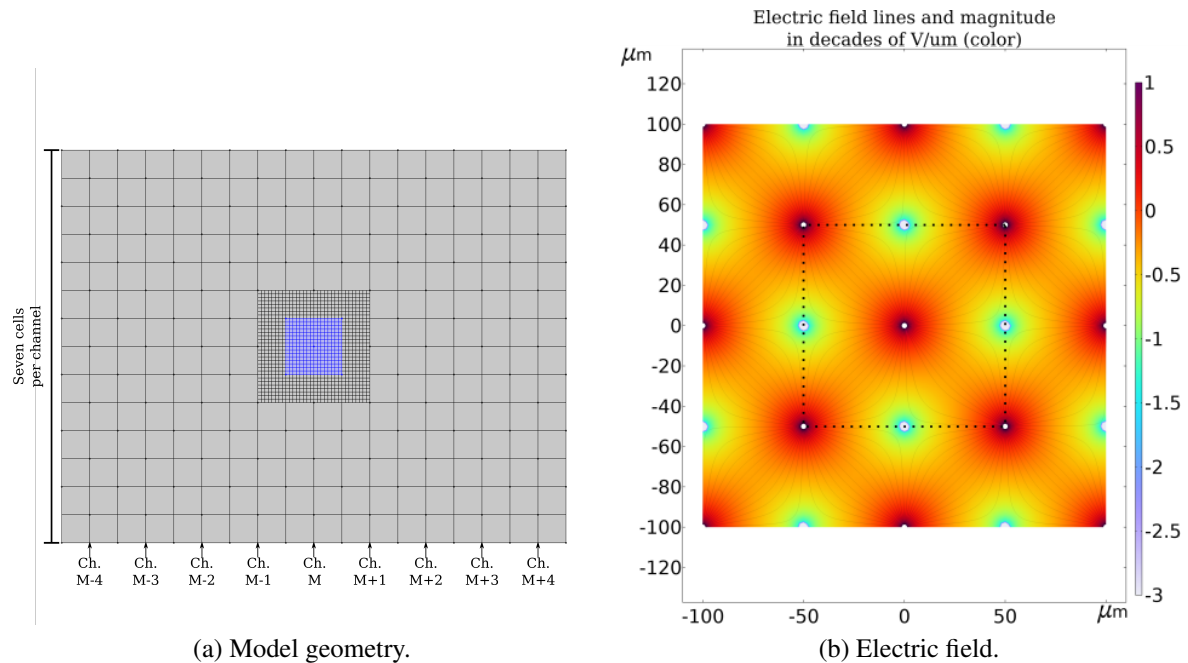 Seven cells
per channel
Ch.
M-4
Ch.
M-3
Ch.
M-2
Ch.
M-1
Ch.
M
Ch.
M+1
Ch.
M+2
Ch.
M+3
Ch.
M+4
(a) Model geometry.
Electric field lines and magnitude
in decades of V/um (color)
μm
120
100
80
60
40
20
0
-20
-40
-60
-80
-100
-120
-100 -50 0 50 μm
1
0.5
0
-0.5
-1
-1.5
-2
-2.5
-3
(b) Electric field.